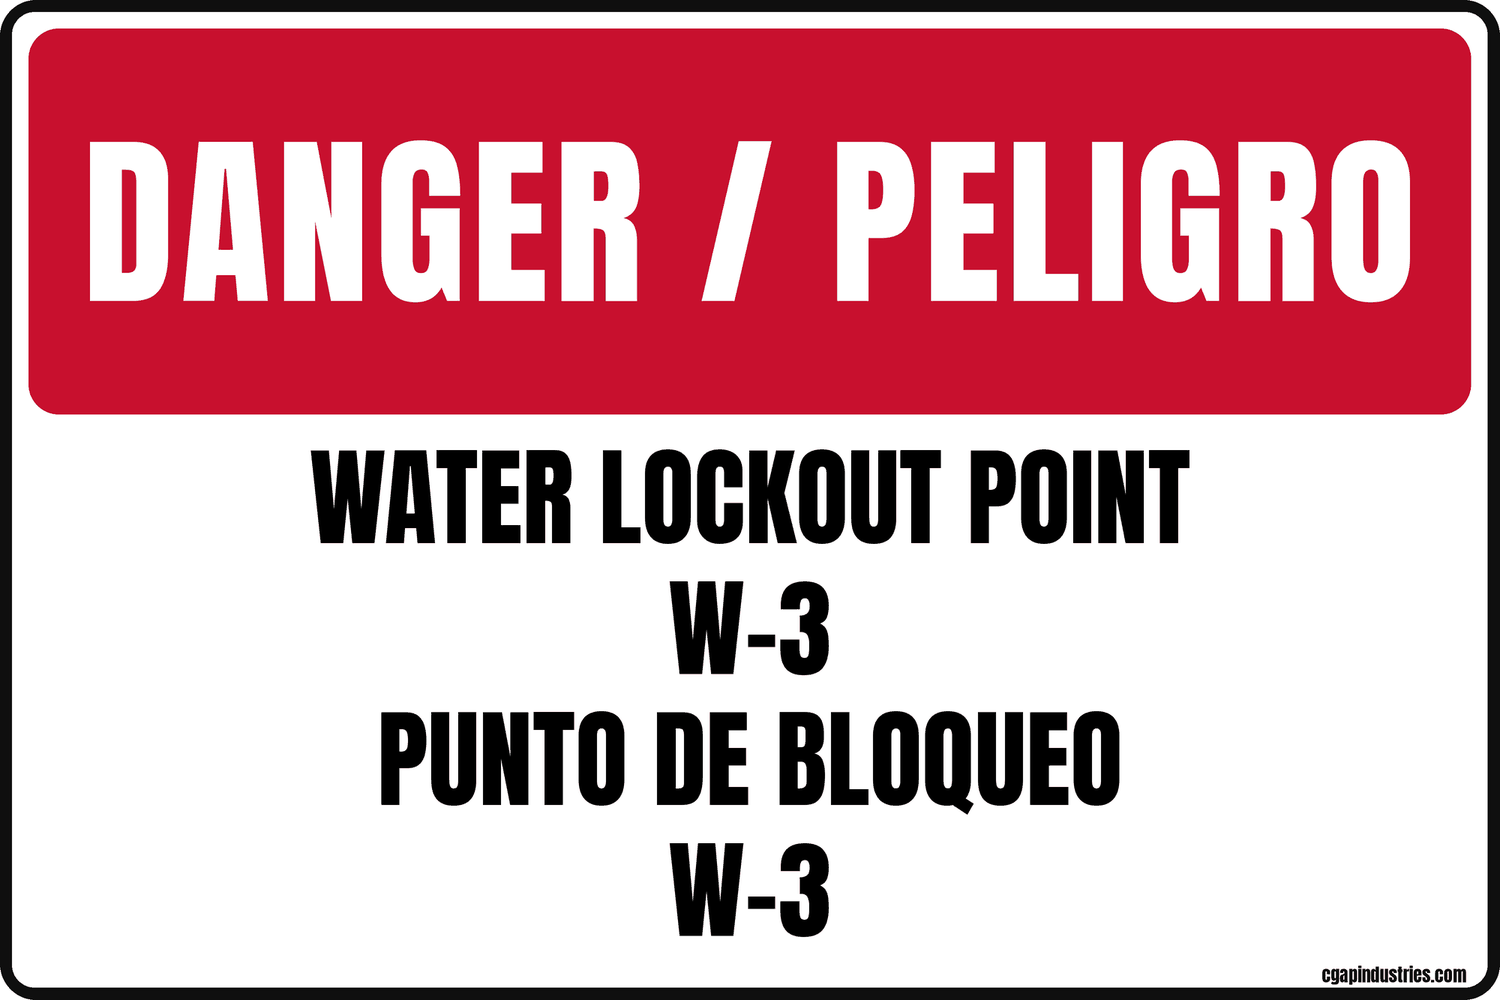 DANGER / PELIGRO
WATER LOCKOUT POINT
W-3
PUNTO DE BLOQUEO
W-3
cgapindustries.com